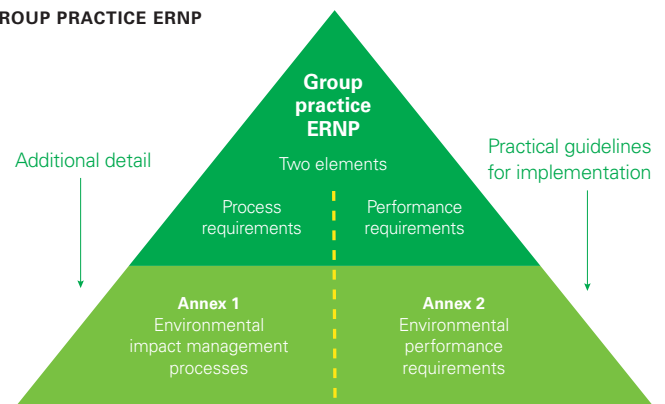 ROUP PRACTICE ERNP
Group
practice
ERNP
Two elements
Additional detail
Practical guidelines
for implementation
Process
requirements
Performance
requirements
Annex 1
Environmental
impact management
processes
Annex 2
Environmental
performance
requirements